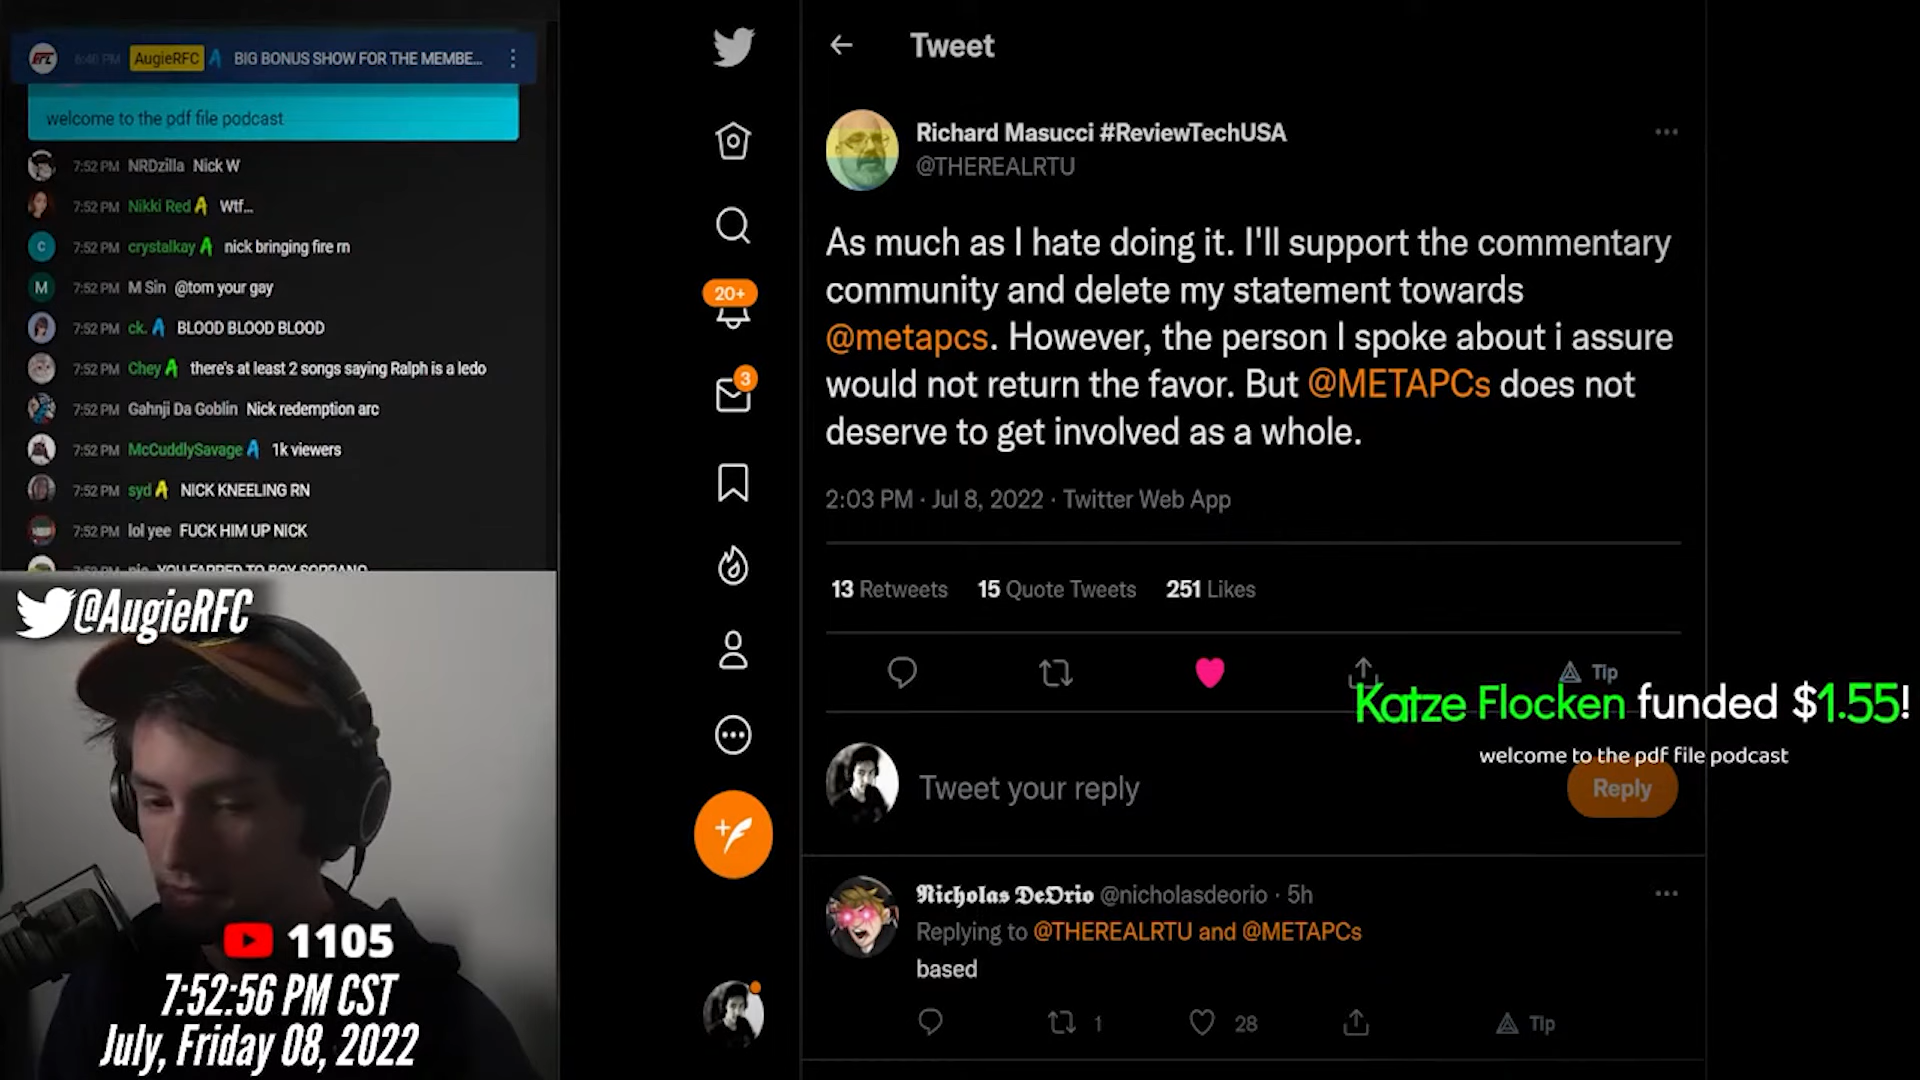 6:40 PM AugieRFC BIG BONUS SHOW FOR THE MEMBE...
welcome to the pdf file podcast
7:52 PM NRDzilla Nick W
7:52 PM Nikki Red Wtf...
C 7:52 PM crystalkay nick bringing fire rn
M 7:52 PM M Sin @tom your gay
7:52 PM ck. BLOOD BLOOD BLOOD
7:52 PM Chey there's at least 2 songs saying Ralph is a ledo
7:52 PM Gahnji Da Goblin Nick redemption arc
7:52 PM McCuddlySavage 1k viewers
7:52 PM syd NICK KNEELING RN
7:52 PM lol yee FUCK HIM UP NICK
@AugieRFC
1105
7:52:56 PM CST
July, Friday 08, 2022
20+
3
Tweet
Richard Masucci #ReviewTechUSA
@THEREALRTU
As much as I hate doing it. I'll support the commentary
community and delete my statement towards
@metapcs. However, the person I spoke about i assure
would not return the favor. But @METAPCs does not
deserve to get involved as a whole.
2:03 PM · Jul 8, 2022 · Twitter Web App
13 Retweets 15 Quote Tweets 251 Likes
Tip
Katze Flocken funded $1.55!
welcome to the pdf file podcast
Tweet your reply
Reply
Nicholas DeOrio @nicholasdeorio · 5h
Replying to @THEREALRTU and @METAPCs
based
1 28 Tip